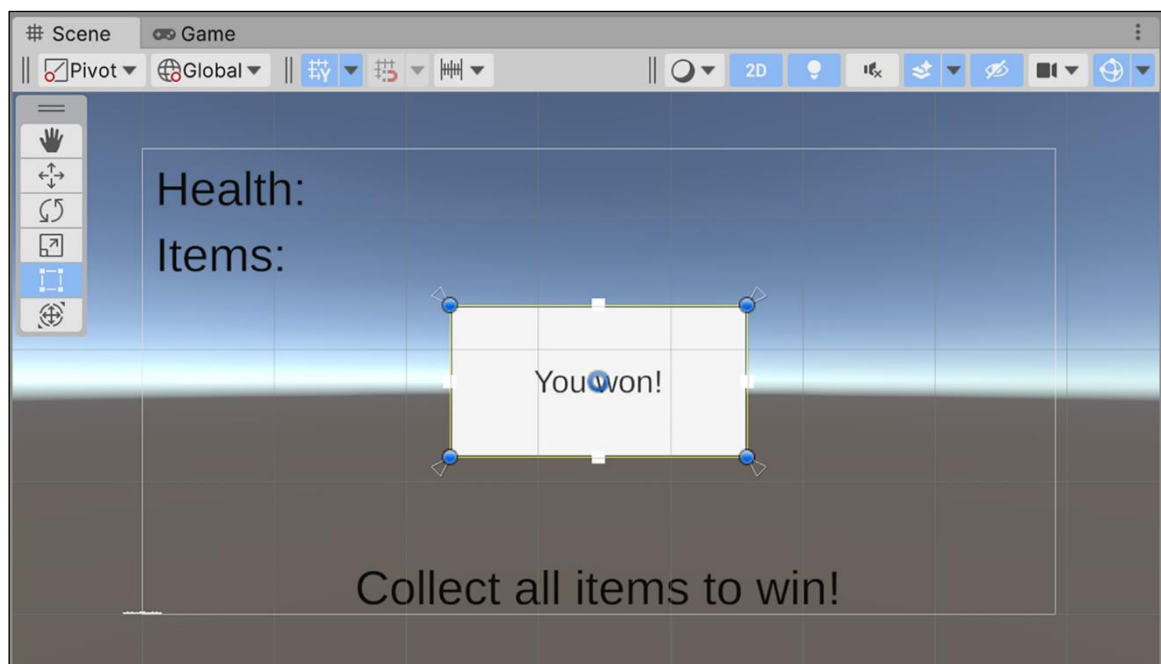 Scene Game
Pivot Global 2D
Health:
Items:
You won!
Collect all items to win!